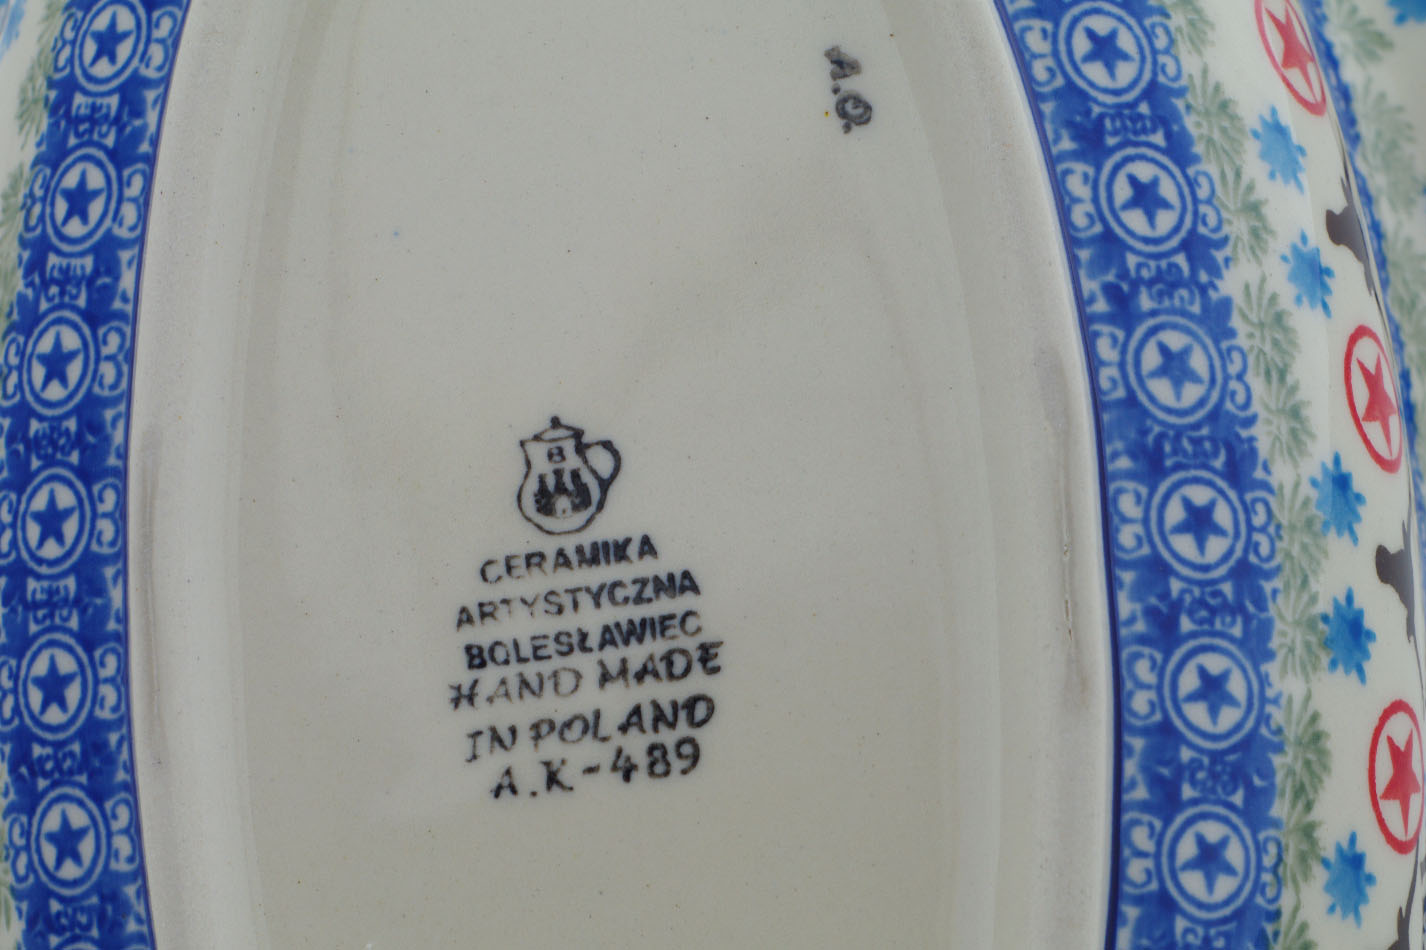 A.O.
B
CERAMIKA
ARTYSTYCZNA
BOLESŁAWIEC
HAND MADE
IN POLAND
A.K-489